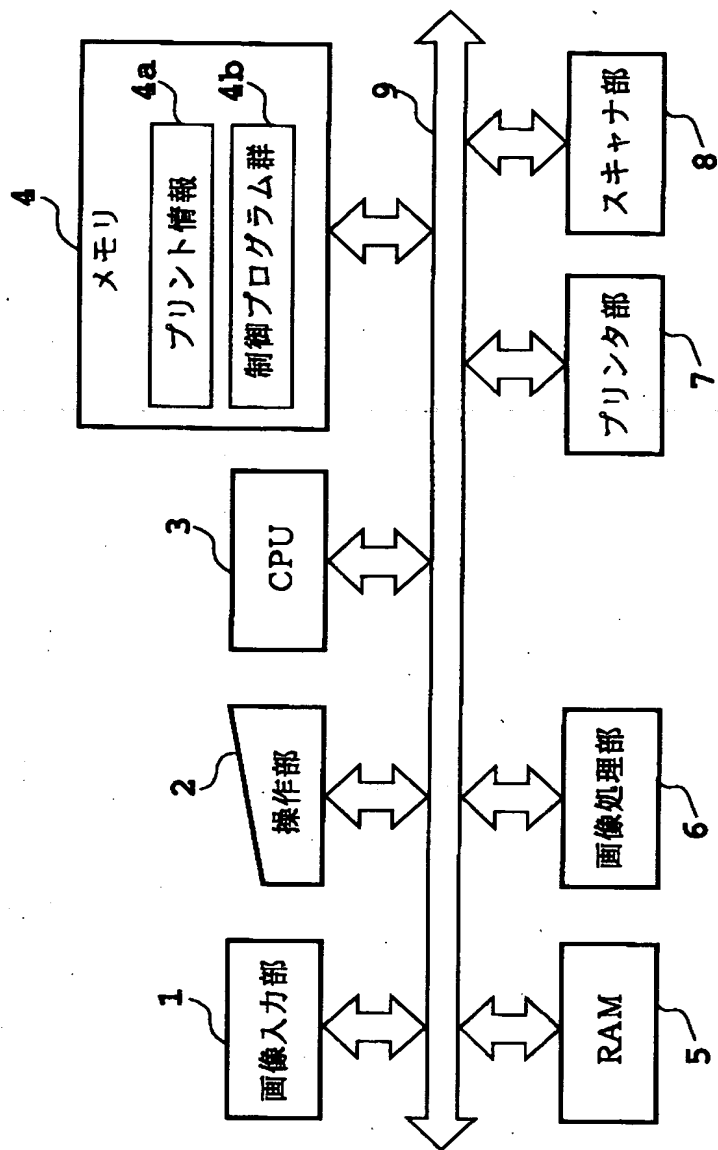 1
画像入力部
2
操作部
3
CPU
4
メモリ
4a
プリント情報
4b
制御プログラム群
9
5
RAM
6
画像処理部
7
プリンタ部
8
スキャナ部